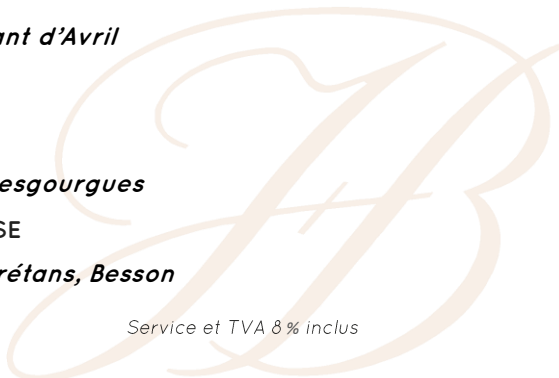 ant d'Avril
esgourgues
SE
rétans, Besson
Service et TVA 8% inclus